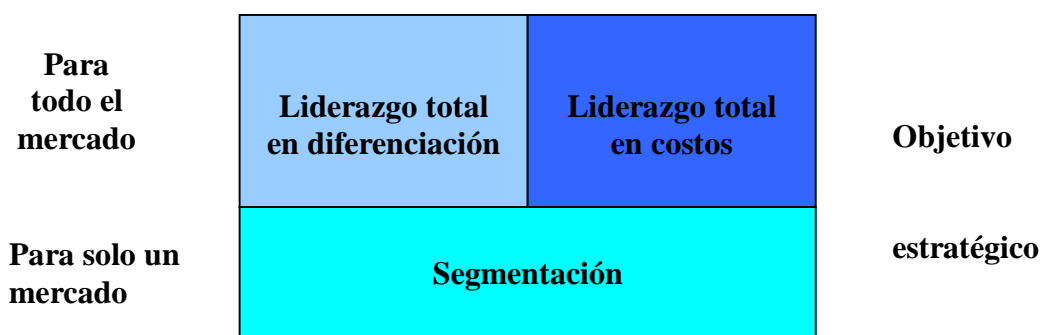 Para
todo el
mercado
Liderazgo total
en diferenciación
Liderazgo total
en costos
Objetivo
Para solo un
mercado
Segmentación
estratégico